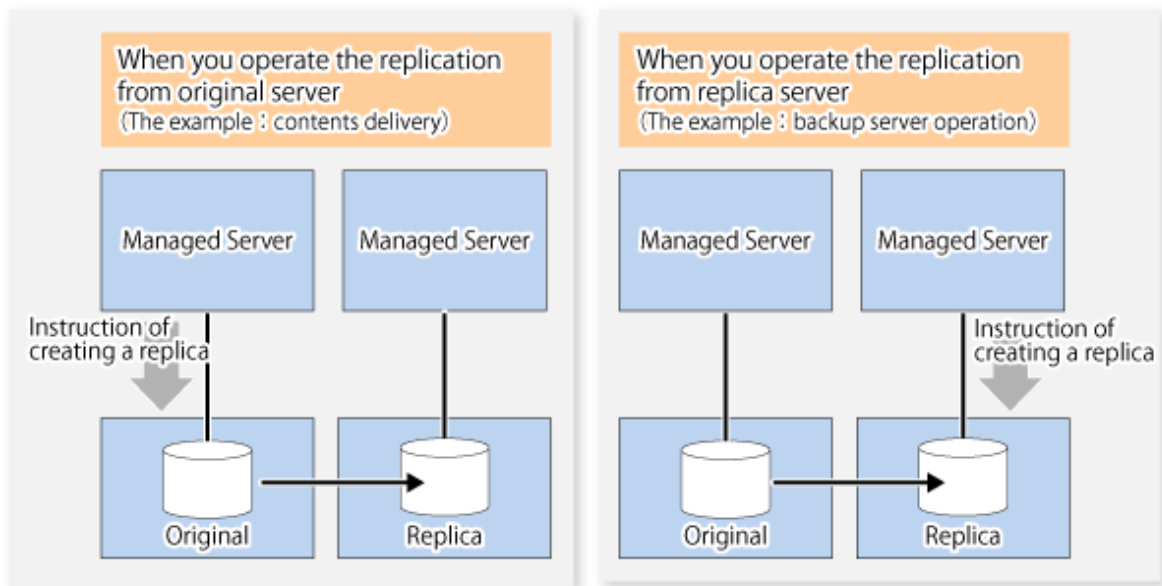 When you operate the replication
from original server
(The example : contents delivery)
Managed Server
Managed Server
Instruction of
creating a replica
Original
Replica
When you operate the replication
from replica server
(The example : backup server operation)
Managed Server
Managed Server
Instruction of
creating a replica
Original
Replica